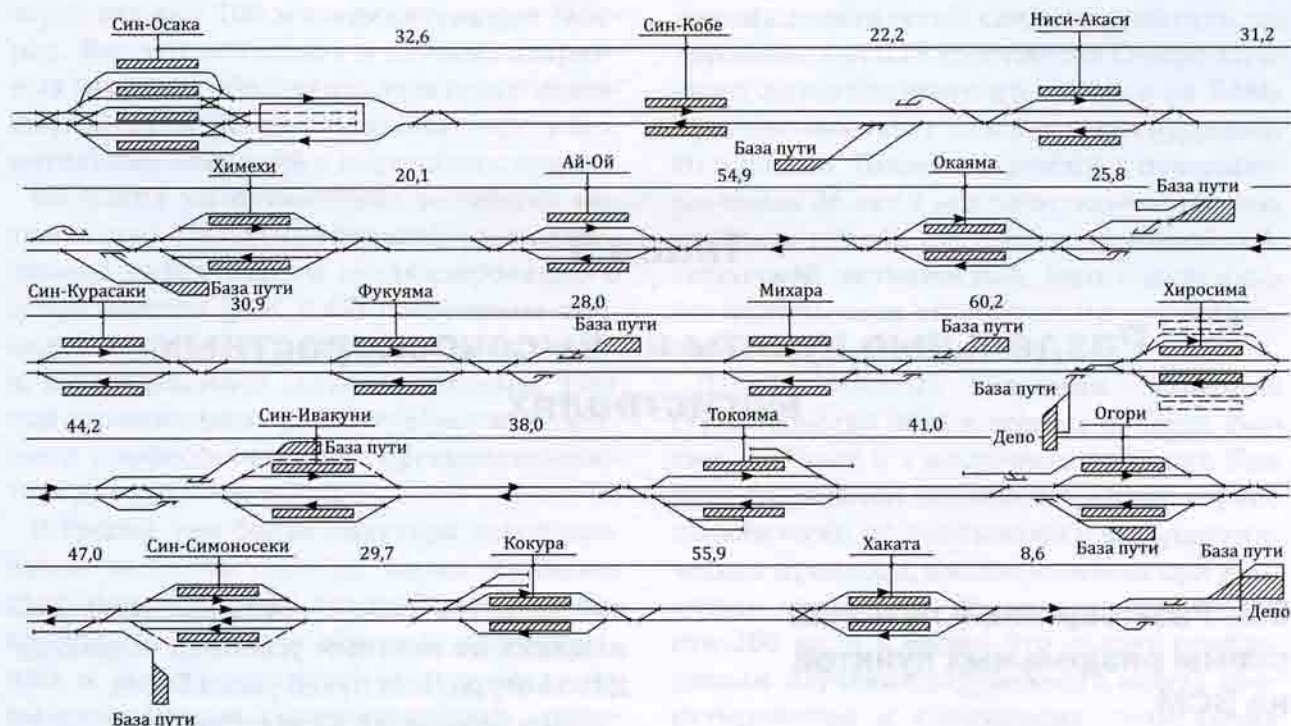 Син-Осака 32,6 Син-Кобе 22,2 Ниси-Акаси 31,2
База пути
Химехи 20,1 Ай-Ой 54,9 Окаяма 25,8 База пути
База пути
Син-Курасаки 30,9 Фукуяма 28,0 База пути Михара 60,2 База пути Хиросима
База пути
44,2 Син-Ивакуни 38,0 Токояма 41,0 Депо Огори
База пути
База пути
47,0 Син-Симоносеки 29,7 Кокура 55,9 Хаката 8,6 База пути
Депо
База пути